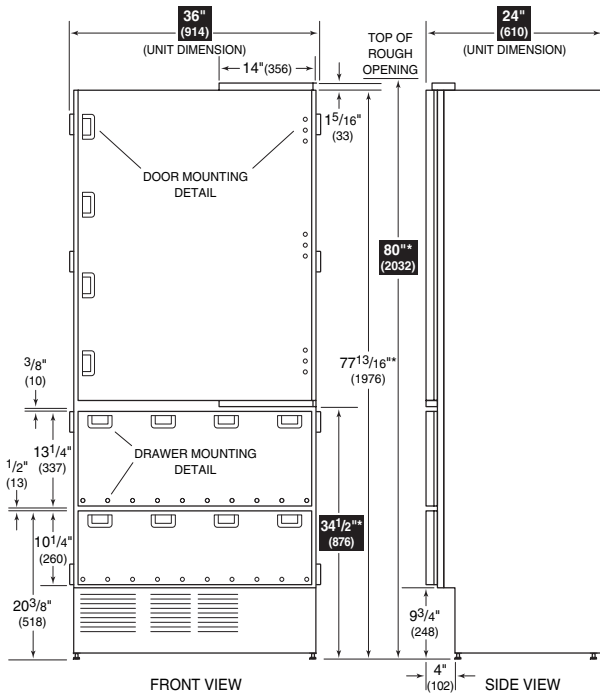 36"
(914)
(UNIT DIMENSION)
14"(356)
TOP OF
ROUGH
OPENING
24"
(610)
(UNIT DIMENSION)
1 5/16"
(33)
DOOR MOUNTING
DETAIL
80"*
(2032)
77 13/16"*
(1976)
3/8"
(10)
13 1/4"
(337)
DRAWER MOUNTING
DETAIL
1/2"
(13)
34 1/2"*
(876)
10 1/4"
(260)
20 3/8"
(518)
9 3/4"
(248)
4"
(102)
FRONT VIEW
SIDE VIEW